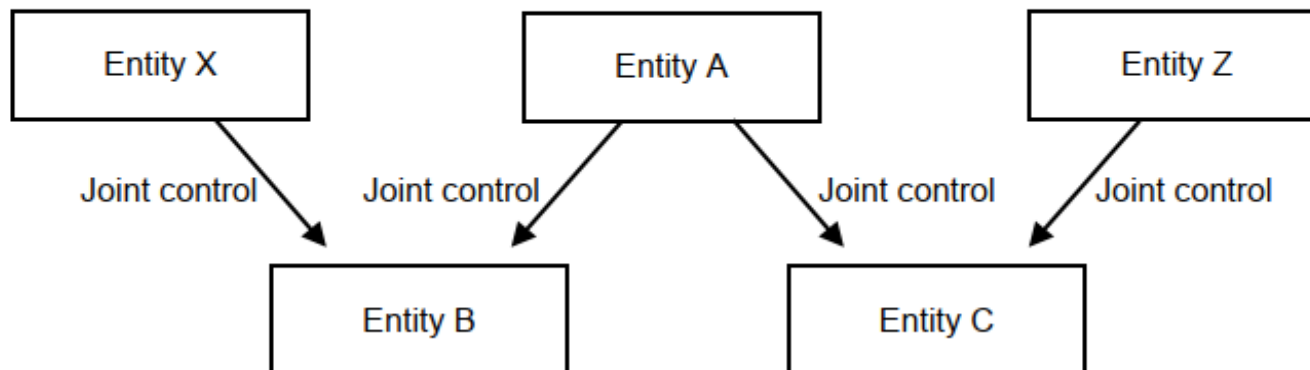 Entity X
Entity A
Entity Z
Joint control
Joint control
Joint control
Joint control
Entity B
Entity C